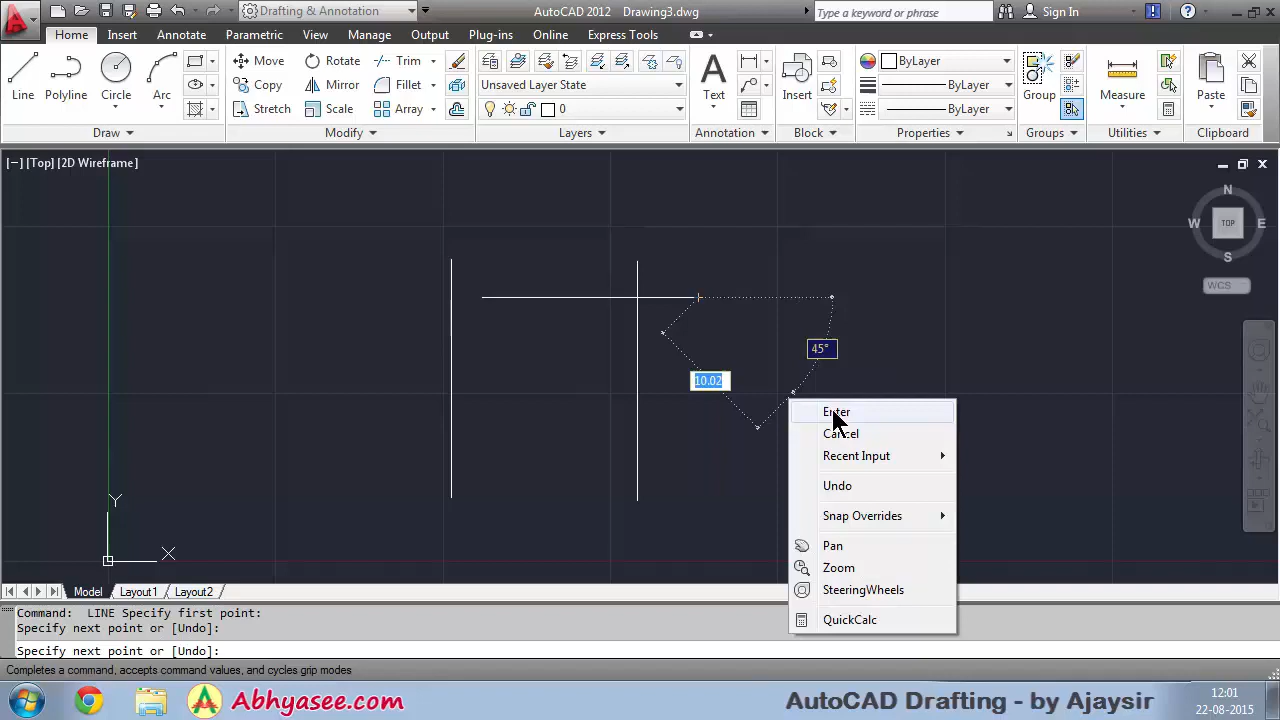 Drafting & Annotation AutoCAD 2012 Drawing3.dwg Type a keyword or phrase Sign In
Home Insert Annotate Parametric View Manage Output Plug-ins Online Express Tools
Line Polyline Circle Arc
Draw
Move Rotate Trim
Copy Mirror Fillet
Stretch Scale Array
Modify
Unsaved Layer State
0
Layers
Text
Annotation
Insert
Block
ByLayer
ByLayer
ByLayer
Properties
Group
Groups
Measure
Utilities
Paste
Clipboard
[−] [Top] [2D Wireframe]
N
W TOP E
S
WCS
45°
10.02
Enter
Cancel
Recent Input
Undo
Snap Overrides
Pan
Zoom
SteeringWheels
QuickCalc
Y
X
Model Layout1 Layout2
Command: LINE Specify first point:
Specify next point or [Undo]:
Specify next point or [Undo]:
Completes a command, accepts command values, and cycles grip modes
Abhyasee.com
AutoCAD Drafting - by Ajaysir
12:01
22-08-2015